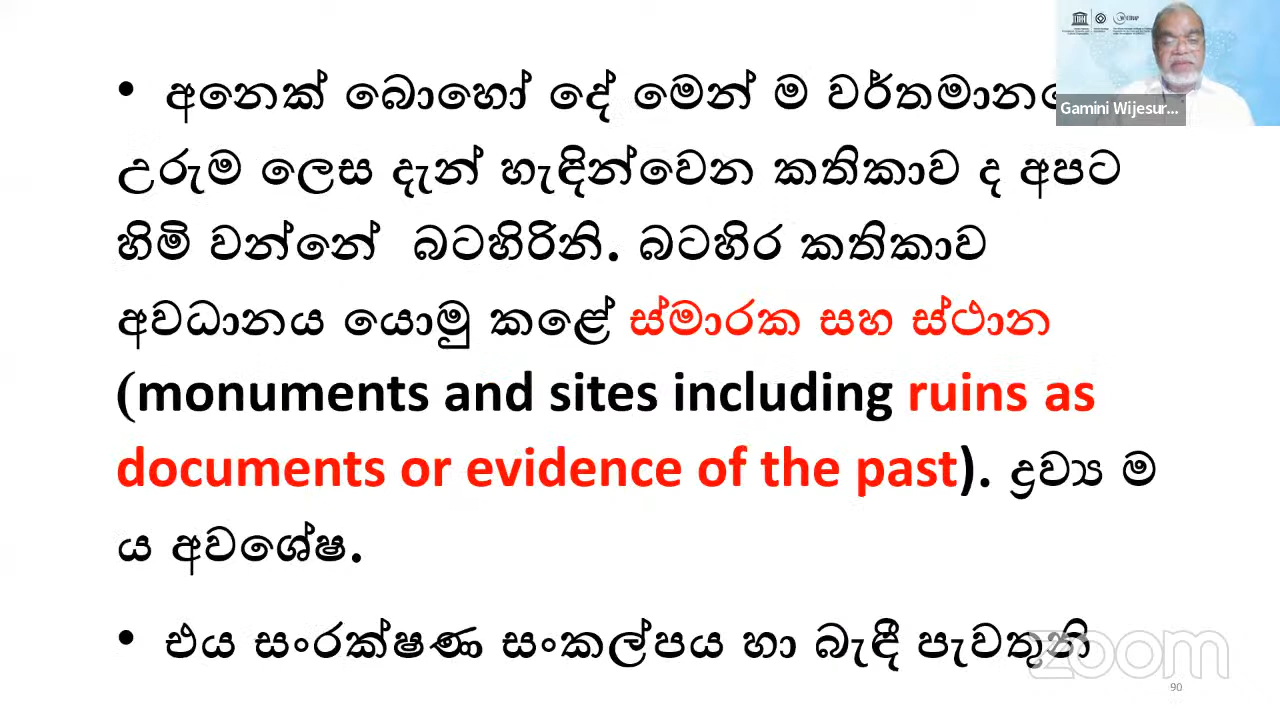 • අනෙක් බොහෝ දේ මෙන් ම වර්තමාන
Gamini Wijesur...
උරුම ලෙස දැන් හැඳින්වෙන කතිකාව ද අපට
හිමි වන්නේ බටහිරිනි. බටහිර කතිකාව
අවධානය යොමු කළේ ස්මාරක සහ ස්ථාන
(monuments and sites including ruins as
documents or evidence of the past). ද්‍රව්‍ය ම
ය අවශේෂ.
• එය සංරක්ෂණ සංකල්පය හා බැඳී පැවතුනි
zoom
90